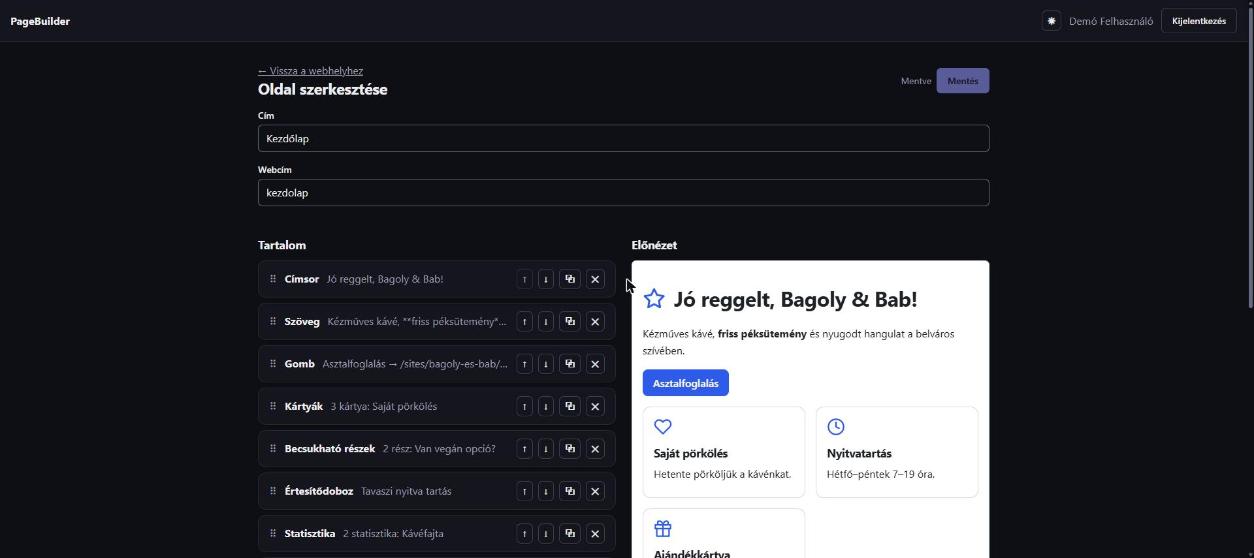 PageBuilder
Demó Felhasználó
Kijelentkezés
← Vissza a webhelyhez
Oldal szerkesztése
Mentve
Mentés
Cím
Kezdőlap
Webcím
kezdolap
Tartalom
Címsor Jó reggelt, Bagoly & Bab!
Szöveg Kézműves kávé, **friss péksütemény*...
Gomb Asztalfoglalás → /sites/bagoly-es-bab/...
Kártyák 3 kártya: Saját pörkölés
Becsukható részek 2 rész: Van vegán opció?
Értesítődoboz Tavaszi nyitva tartás
Statisztika 2 statisztika: Kávéfajta
Előnézet
Jó reggelt, Bagoly & Bab!
Kézműves kávé, friss péksütemény és nyugodt hangulat a belváros
szívében.
Asztalfoglalás
Saját pörkölés
Hetente pörköljük a kávénkat.
Nyitvatartás
Hétfő–péntek 7–19 óra.
Ajándékkártya